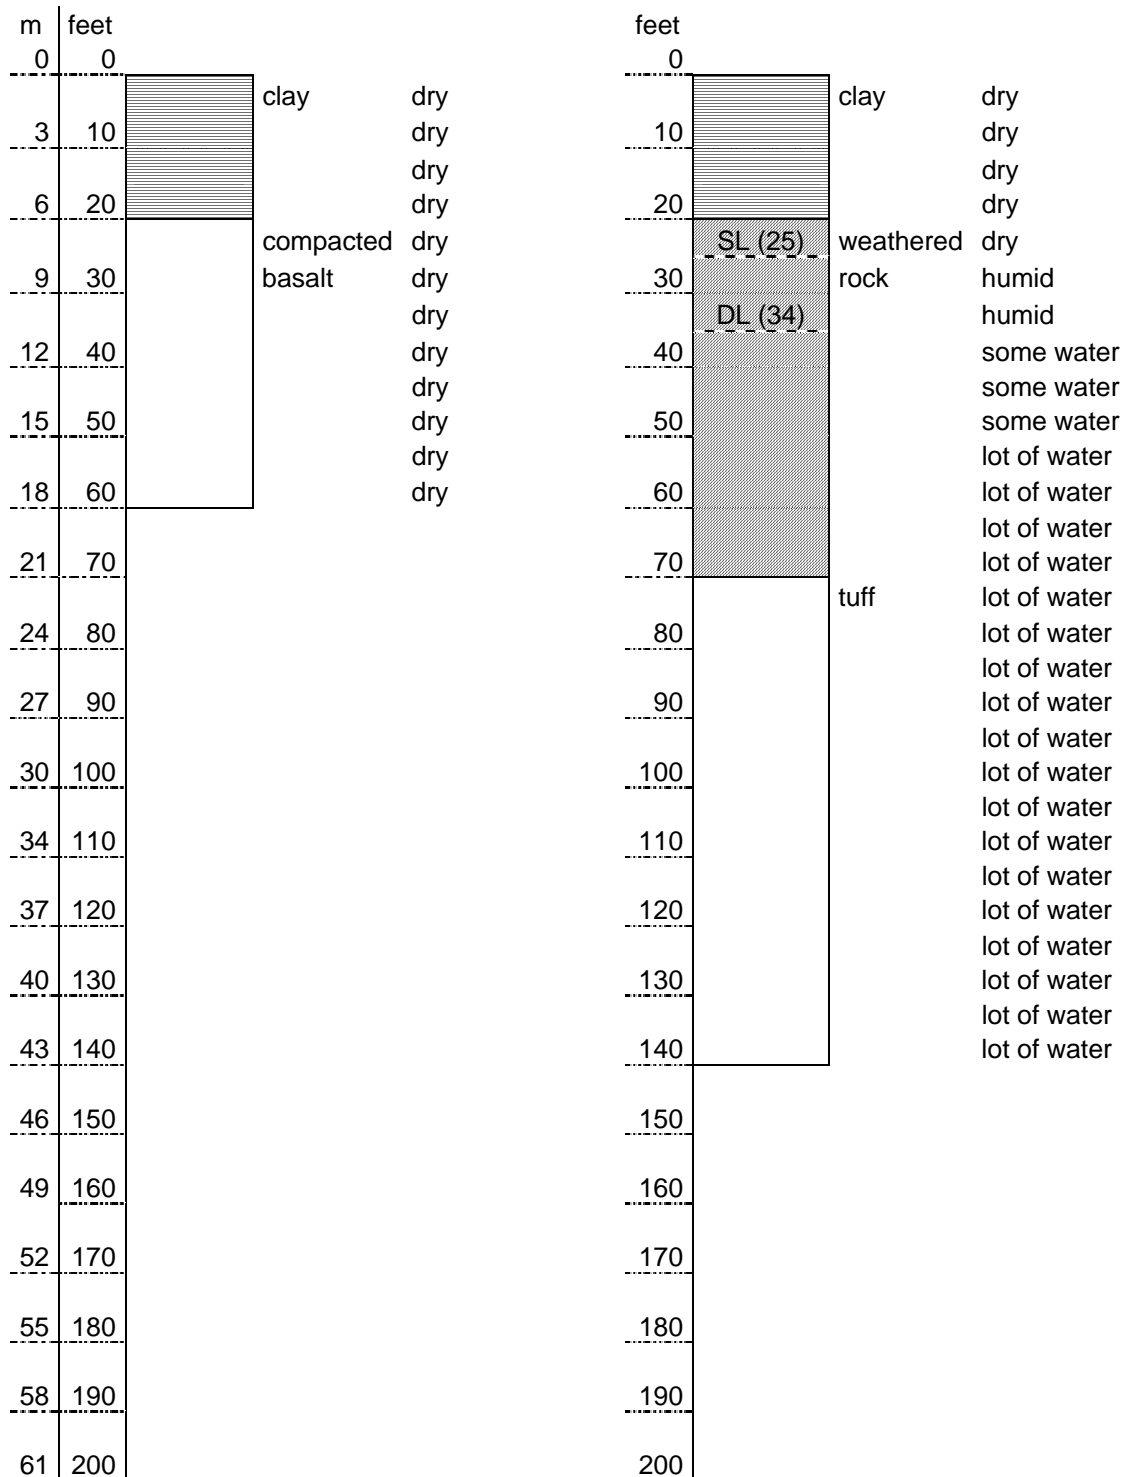 m feet feet
0 0 0
clay dry clay dry
3 10 dry 10 dry
dry dry
6 20 dry 20 dry
compacted dry SL (25) weathered dry
9 30 basalt dry 30 rock humid
dry DL (34) humid
12 40 dry 40 some water
dry some water
15 50 dry 50 some water
dry lot of water
18 60 dry 60 lot of water
lot of water
21 70 70 lot of water
tuff lot of water
24 80 80 lot of water
lot of water
27 90 90 lot of water
lot of water
30 100 100 lot of water
lot of water
34 110 110 lot of water
lot of water
37 120 120 lot of water
lot of water
40 130 130 lot of water
lot of water
43 140 140 lot of water
46 150 150
49 160 160
52 170 170
55 180 180
58 190 190
61 200 200